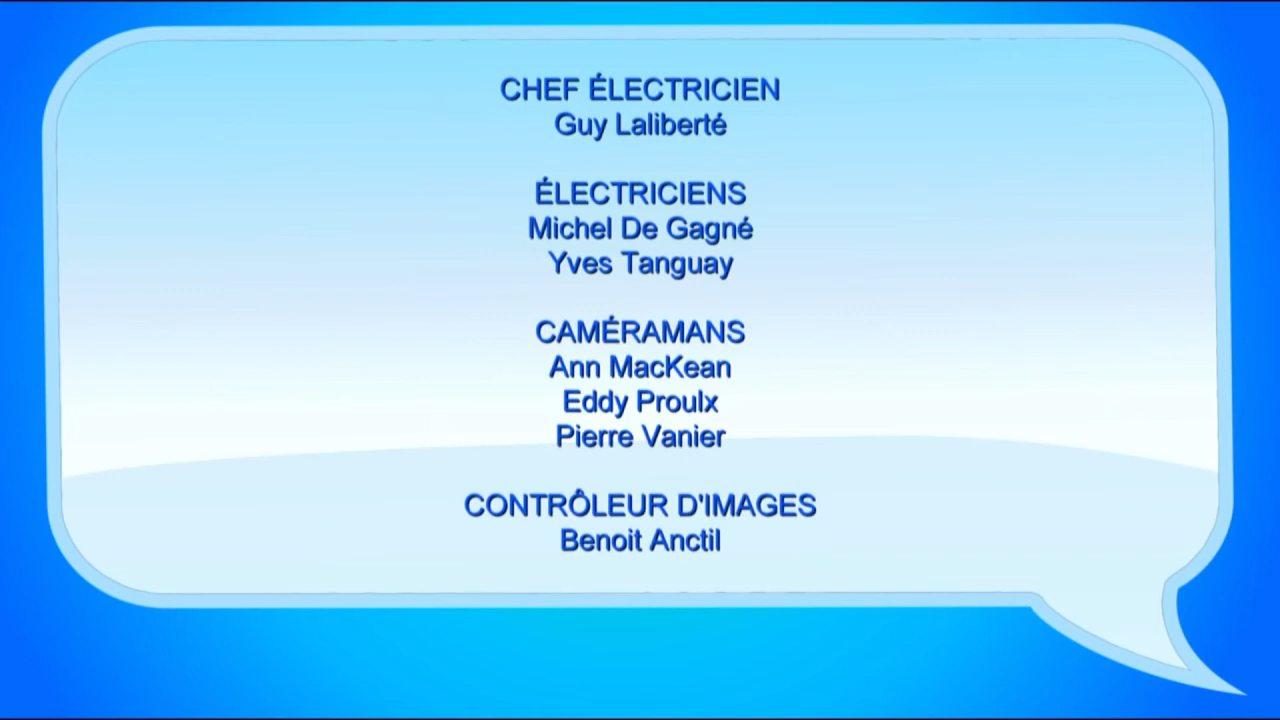 CHEF ÉLECTRICIEN
Guy Laliberté
ÉLECTRICIENS
Michel De Gagné
Yves Tanguay
CAMÉRAMANS
Ann MacKean
Eddy Proulx
Pierre Vanier
CONTRÔLEUR D'IMAGES
Benoit Anctil